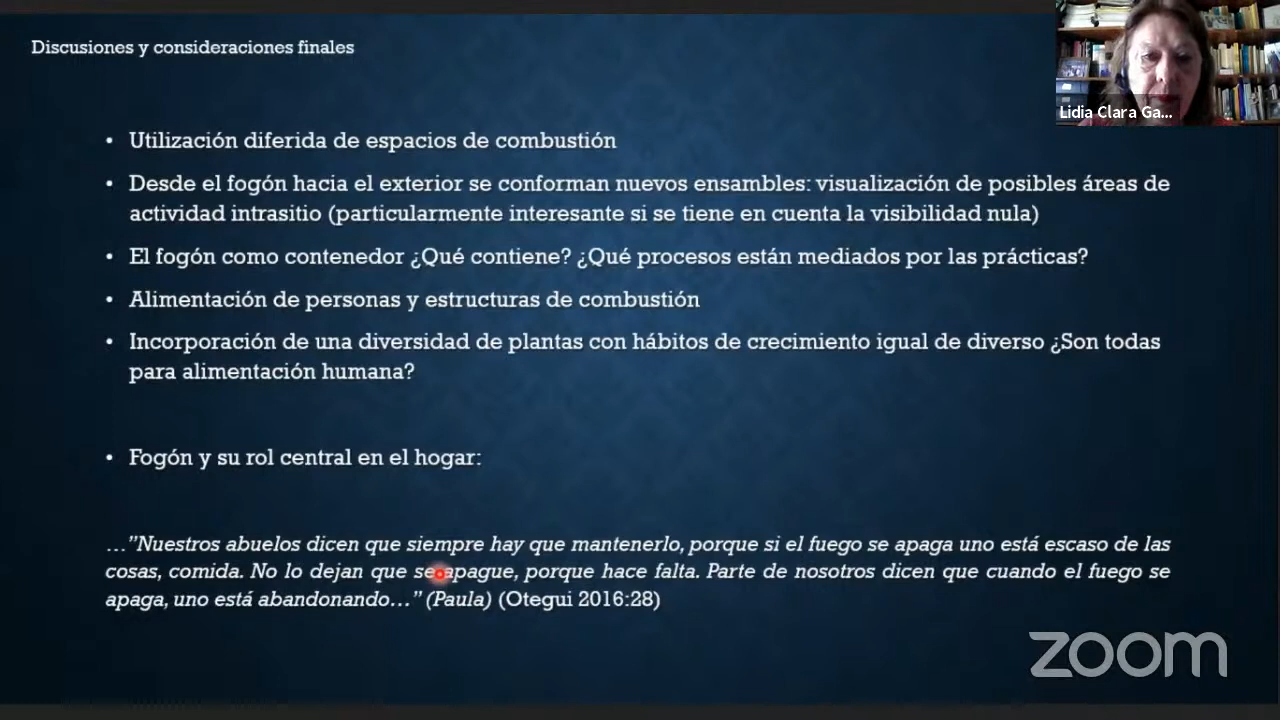 Discusiones y consideraciones finales
Lidia Clara Ga...
• Utilización diferida de espacios de combustión
• Desde el fogón hacia el exterior se conforman nuevos ensambles: visualización de posibles áreas de
actividad intrasitio (particularmente interesante si se tiene en cuenta la visibilidad nula)
• El fogón como contenedor ¿Qué contiene? ¿Qué procesos están mediados por las prácticas?
• Alimentación de personas y estructuras de combustión
• Incorporación de una diversidad de plantas con hábitos de crecimiento igual de diverso ¿Son todas
para alimentación humana?
• Fogón y su rol central en el hogar:
…”Nuestros abuelos dicen que siempre hay que mantenerlo, porque si el fuego se apaga uno está escaso de las
cosas, comida. No lo dejan que se apague, porque hace falta. Parte de nosotros dicen que cuando el fuego se
apaga, uno está abandonando…” (Paula) (Otegui 2016:28)
zoom